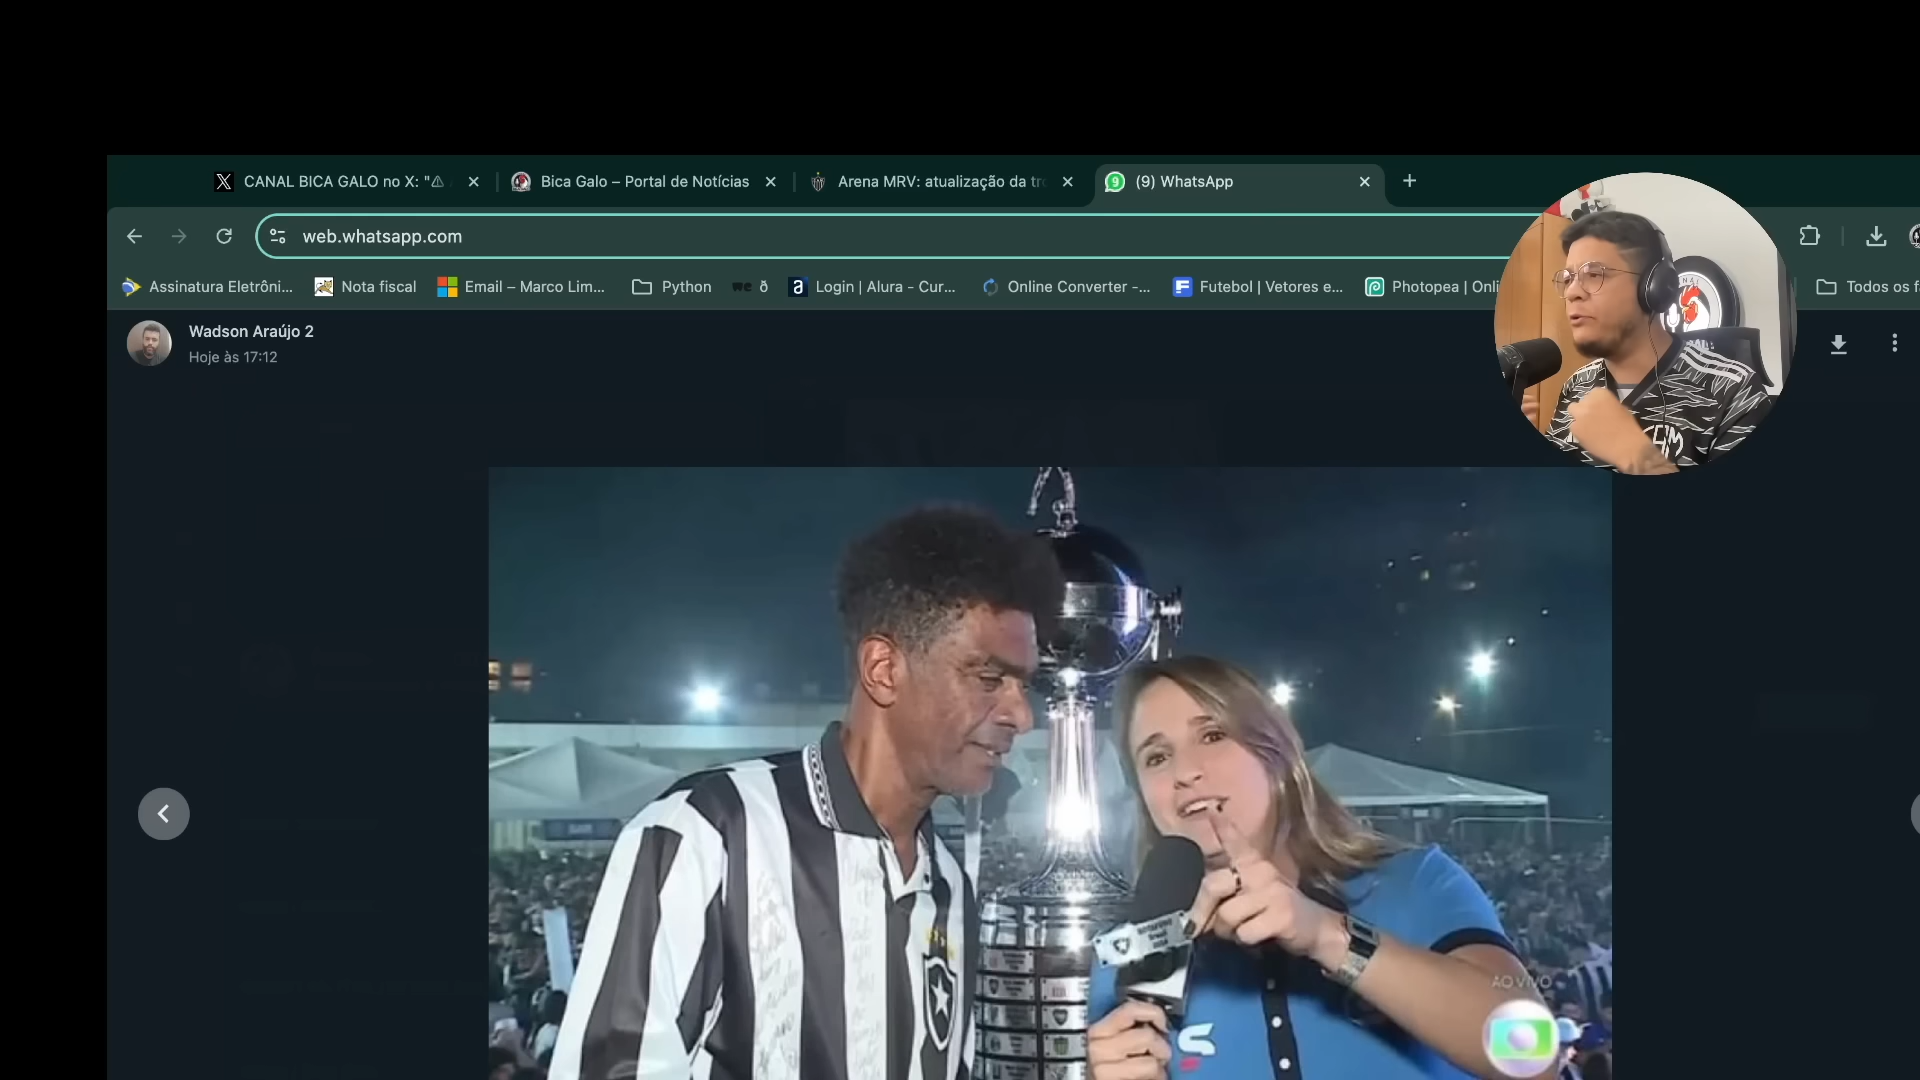 CANAL BICA GALO no X: "⚠
Bica Galo – Portal de Notícias
Arena MRV: atualização da tr
(9) WhatsApp
web.whatsapp.com
Assinatura Eletrôni...
Nota fiscal
Email – Marco Lim...
Python
we ð
Login | Alura - Cur...
Online Converter -...
Futebol | Vetores e...
Photopea | Onli
Todos os f
Wadson Araújo 2
Hoje às 17:12
AO VIVO